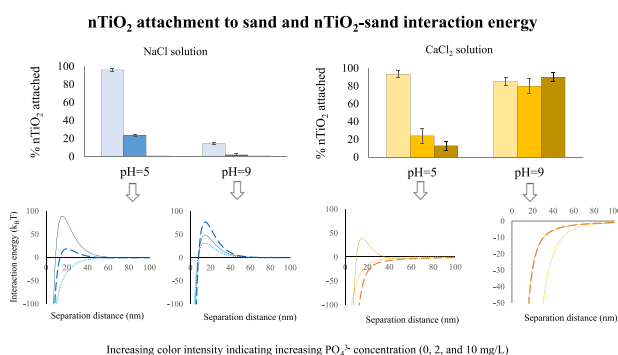 nTiO2 attachment to sand and nTiO2-sand interaction energy
NaCl solution
CaCl2 solution
% nTiO2 attached
100
80
60
40
20
0
pH=5
pH=9
% nTiO2 attached
100
80
60
40
20
0
pH=5
pH=9
Interaction energy (kBT)
100
50
0
-50
-100
0 20 40 60 80 100
Separation distance (nm)
100
50
0
-50
-100
0 20 40 60 80 100
Separation distance (nm)
100
50
0
-50
-100
0 20 40 60 80 100
Separation distance (nm)
0 20 40 60 80 100
0
-10
-20
-30
-40
-50
Separation distance (nm)
Increasing color intensity indicating increasing PO4³⁻ concentration (0, 2, and 10 mg/L)